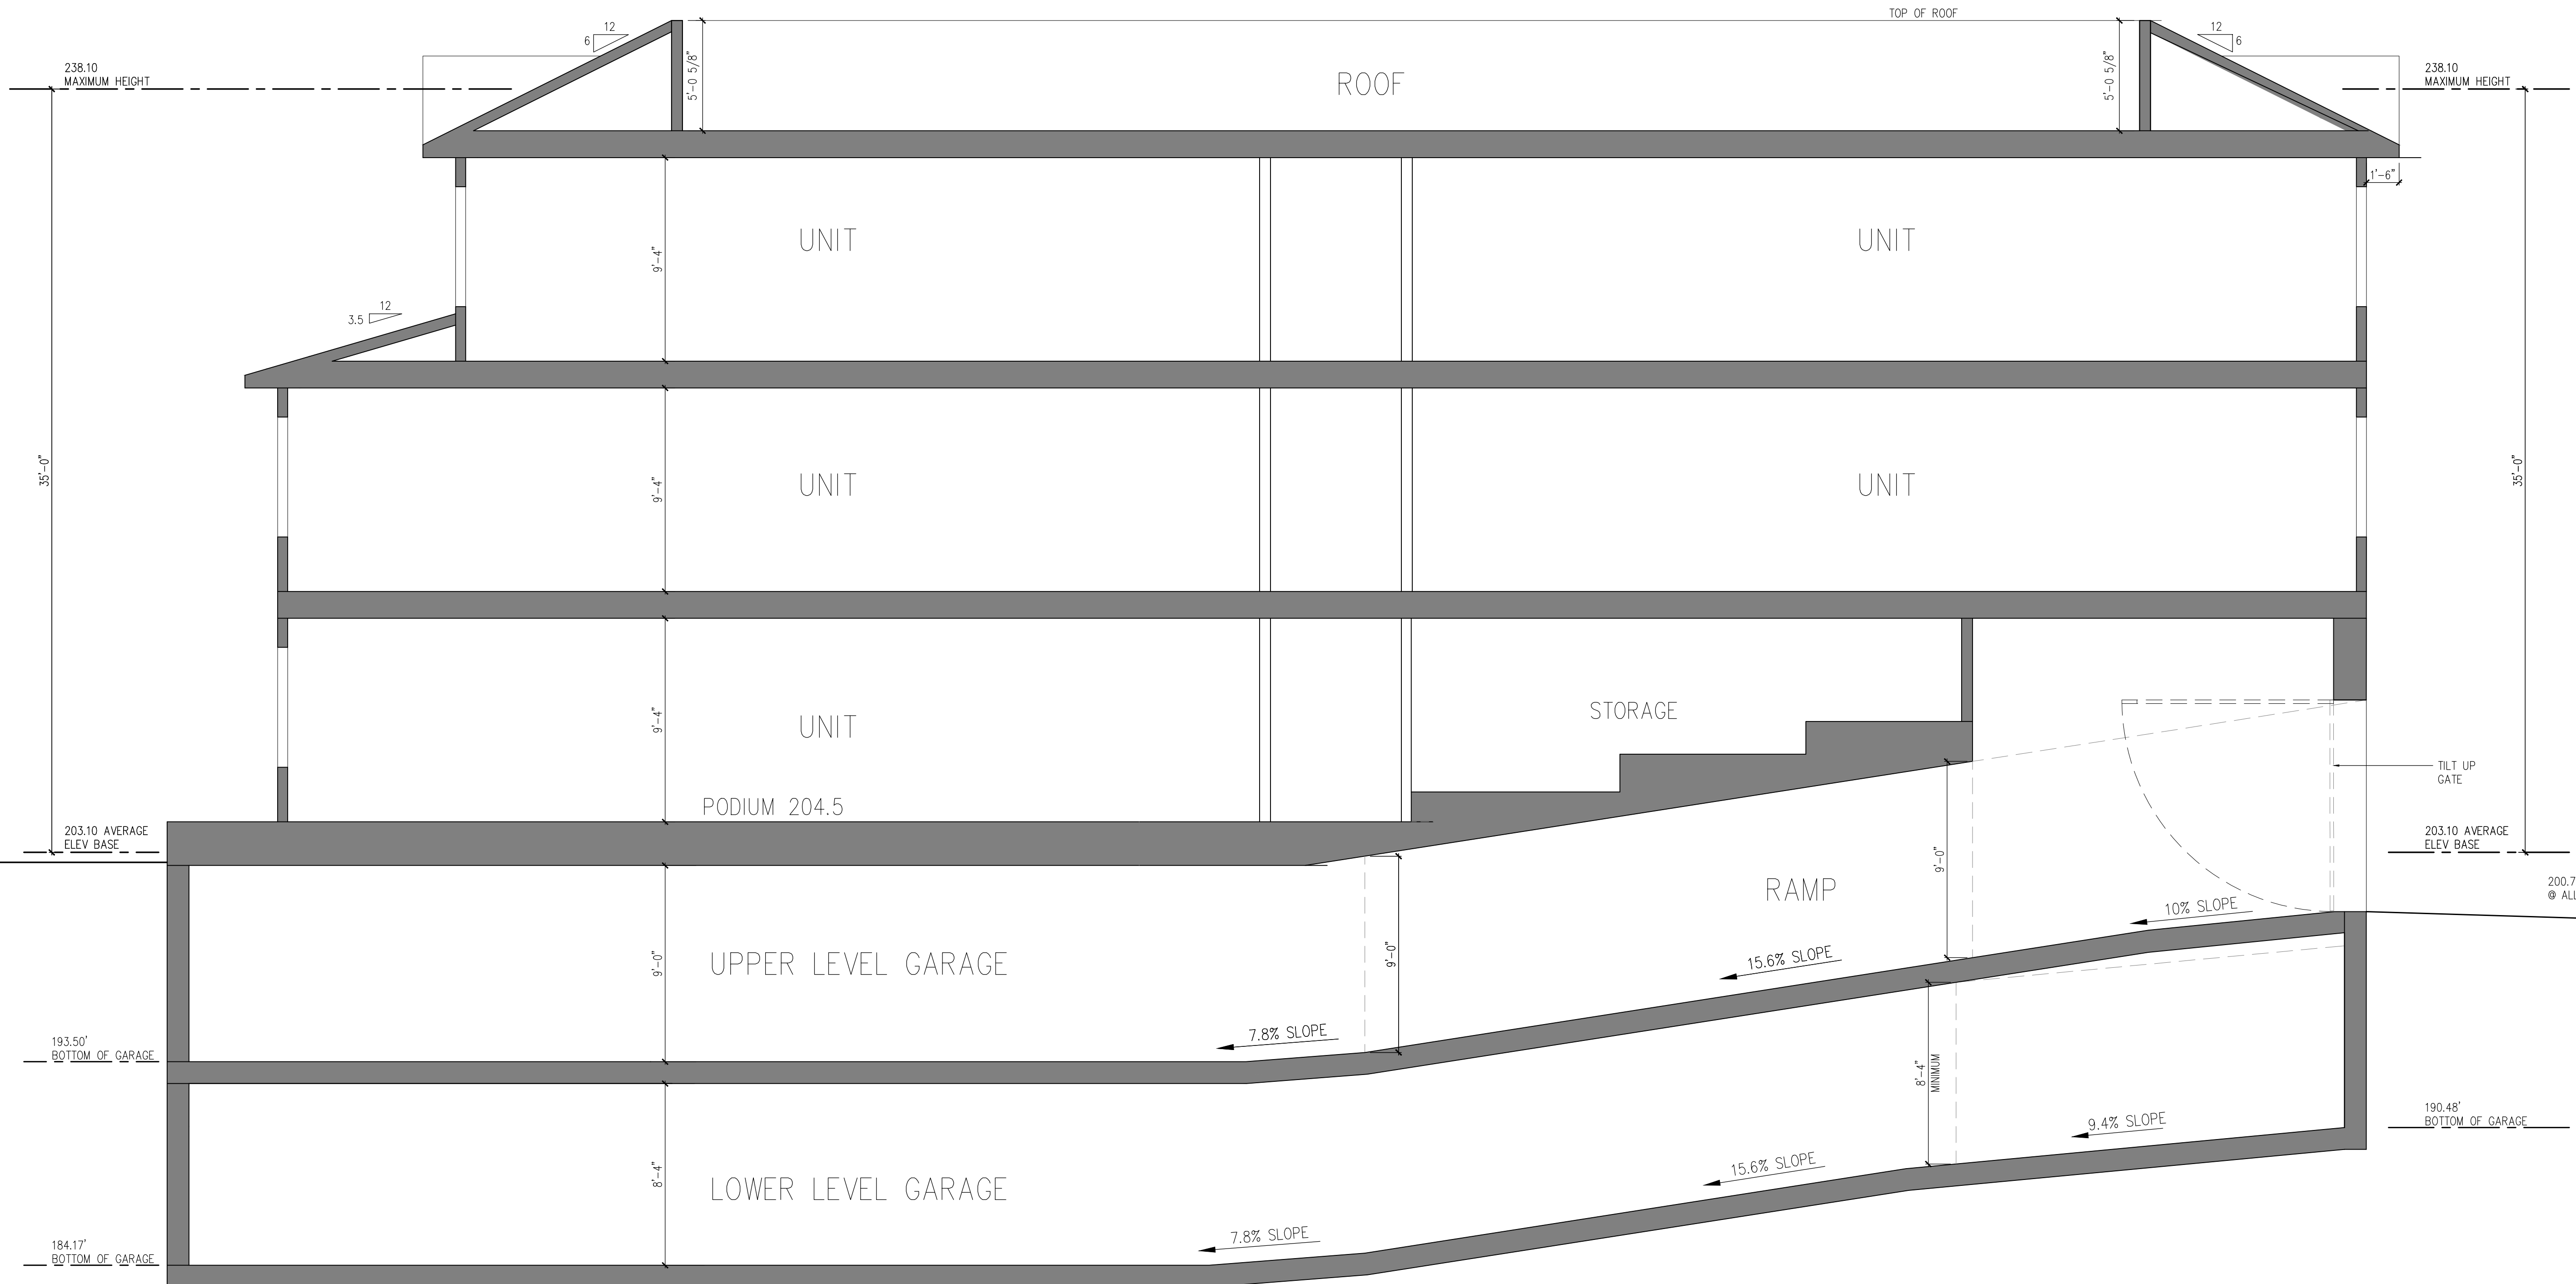 TOP OF ROOF
12
6
12
6
238.10
MAXIMUM HEIGHT
5'-0 5/8"
ROOF
5'-0 5/8"
238.10
MAXIMUM HEIGHT
1'-6"
9'-4"
UNIT
UNIT
12
3.5
35'-0"
9'-4"
UNIT
UNIT
35'-0"
9'-4"
UNIT
STORAGE
TILT UP
GATE
PODIUM 204.5
203.10 AVERAGE
ELEV BASE
203.10 AVERAGE
ELEV BASE
9'-0"
RAMP
200.7
@ ALL
10% SLOPE
9'-0"
UPPER LEVEL GARAGE
9'-0"
15.6% SLOPE
7.8% SLOPE
193.50'
BOTTOM OF GARAGE
8'-4"
MINIMUM
190.48'
BOTTOM OF GARAGE
9.4% SLOPE
8'-4"
LOWER LEVEL GARAGE
15.6% SLOPE
7.8% SLOPE
184.17'
BOTTOM OF GARAGE